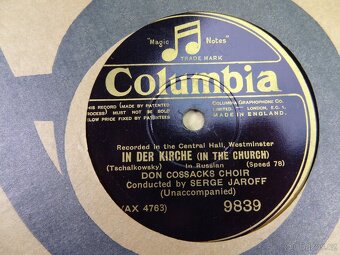 "Magic Notes"
TRADE MARK
Columbia
THIS RECORD (MADE BY PATENTED
PROCESS) MUST NOT BE SOLD
BELOW PRICE FIXED BY PATENTEES
COLUMBIA GRAPHOPHONE CO.
LIMITED. LONDON, E.C. 1.
MADE IN ENGLAND.
Recorded in the Central Hall, Westminster
IN DER KIRCHE (IN THE CHURCH)
(Tschaikowsky) In Russian (Speed 78)
DON COSSACKS CHOIR
Conducted by SERGE JAROFF
(Unaccompanied)
(AX 4763) 9839